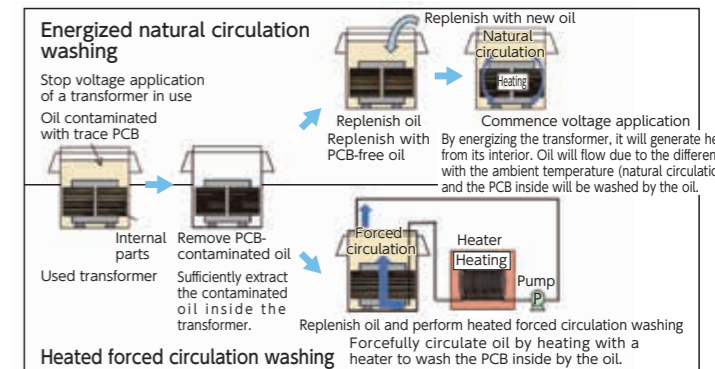 Energized natural circulation
washing
Stop voltage application
of a transformer in use
Oil contaminated
with trace PCB
Replenish with new oil
Natural
circulation
Heating
Replenish oil
Replenish with
PCB-free oil
Commence voltage application
By energizing the transformer, it will generate he
from its interior. Oil will flow due to the differen
with the ambient temperature (natural circulatio
and the PCB inside will be washed by the oil.
Internal
parts
Used transformer
Remove PCB-
contaminated oil
Sufficiently extract
the contaminated
oil inside the
transformer.
Forced
circulation
Heater
Heating
Pump
P
Replenish oil and perform heated forced circulation washing
Forcefully circulate oil by heating with a
heater to wash the PCB inside by the oil.
Heated forced circulation washing